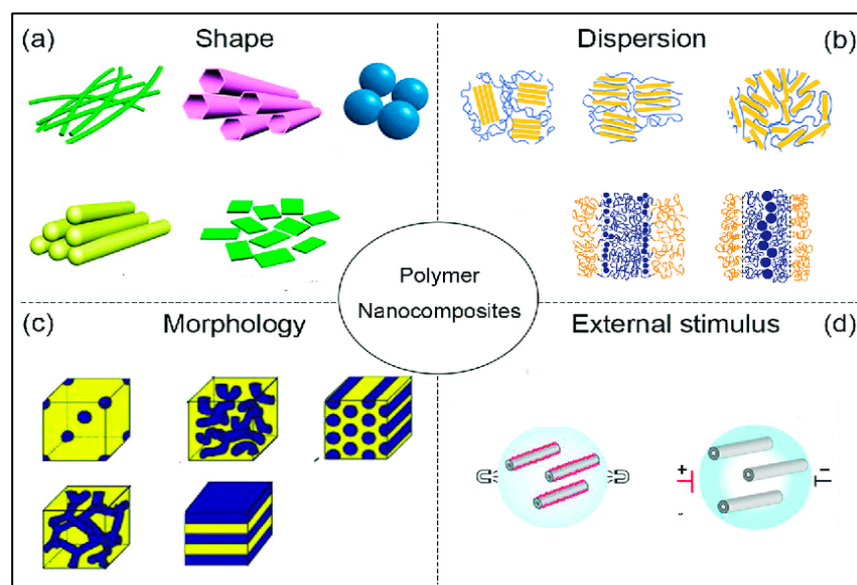 (a)
Shape
Dispersion
(b)
Polymer
Nanocomposites
(c)
Morphology
External stimulus
(d)
+
−